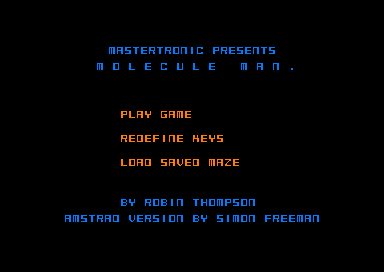 MASTERTRONIC PRESENTS
M O L E C U L E   M A N .
PLAY GAME
REDEFINE KEYS
LOAD SAVED MAZE
BY ROBIN THOMPSON
AMSTRAD VERSION BY SIMON FREEMAN